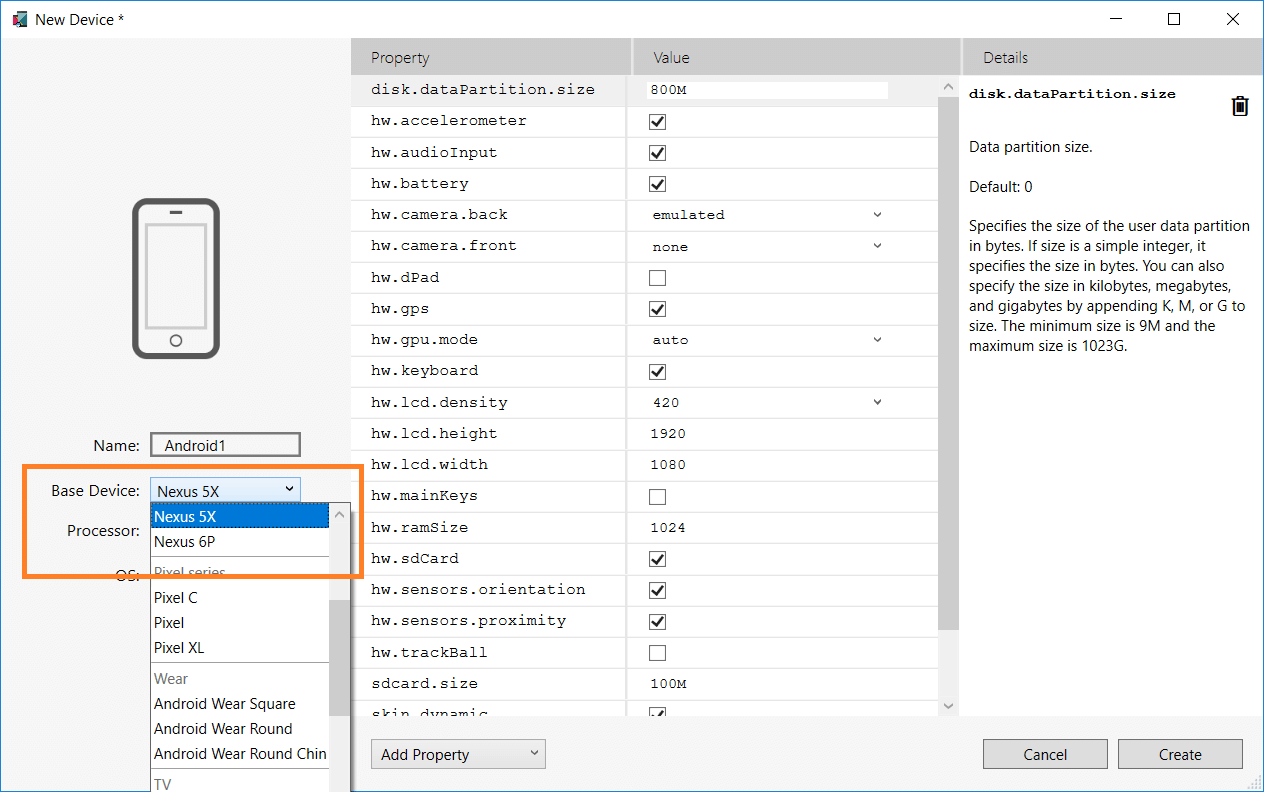 New Device *
Property Value Details
disk.dataPartition.size 800M
hw.accelerometer
hw.audioInput
hw.battery
hw.camera.back emulated
hw.camera.front none
hw.dPad
hw.gps
hw.gpu.mode auto
hw.keyboard
hw.lcd.density 420
hw.lcd.height 1920
hw.lcd.width 1080
hw.mainKeys
hw.ramSize 1024
hw.sdCard
hw.sensors.orientation
hw.sensors.proximity
hw.trackBall
sdcard.size 100M
skin.dynamic
disk.dataPartition.size
Data partition size.
Default: 0
Specifies the size of the user data partition
in bytes. If size is a simple integer, it
specifies the size in bytes. You can also
specify the size in kilobytes, megabytes,
and gigabytes by appending K, M, or G to
size. The minimum size is 9M and the
maximum size is 1023G.
Name: Android1
Base Device: Nexus 5X
Processor:
OS:
Nexus 5X
Nexus 6P
Pixel series
Pixel C
Pixel
Pixel XL
Wear
Android Wear Square
Android Wear Round
Android Wear Round Chin
TV
Add Property
Cancel
Create